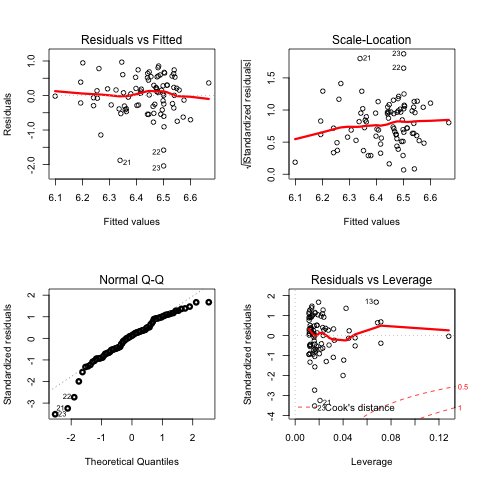 Residuals vs Fitted
Residuals
1.0
0.0
-1.0
-2.0
21
22
23
6.1 6.2 6.3 6.4 6.5 6.6
Fitted values
Scale-Location
√|Standardized residuals|
1.5
1.0
0.5
0.0
21
23
22
6.1 6.2 6.3 6.4 6.5 6.6
Fitted values
Normal Q-Q
Standardized residuals
2
1
0
-1
-2
-3
22
21
23
-2 -1 0 1 2
Theoretical Quantiles
Residuals vs Leverage
Standardized residuals
2
1
0
-1
-2
-3
-4
13
21
23
Cook's distance
0.5
1
0.00 0.04 0.08 0.12
Leverage